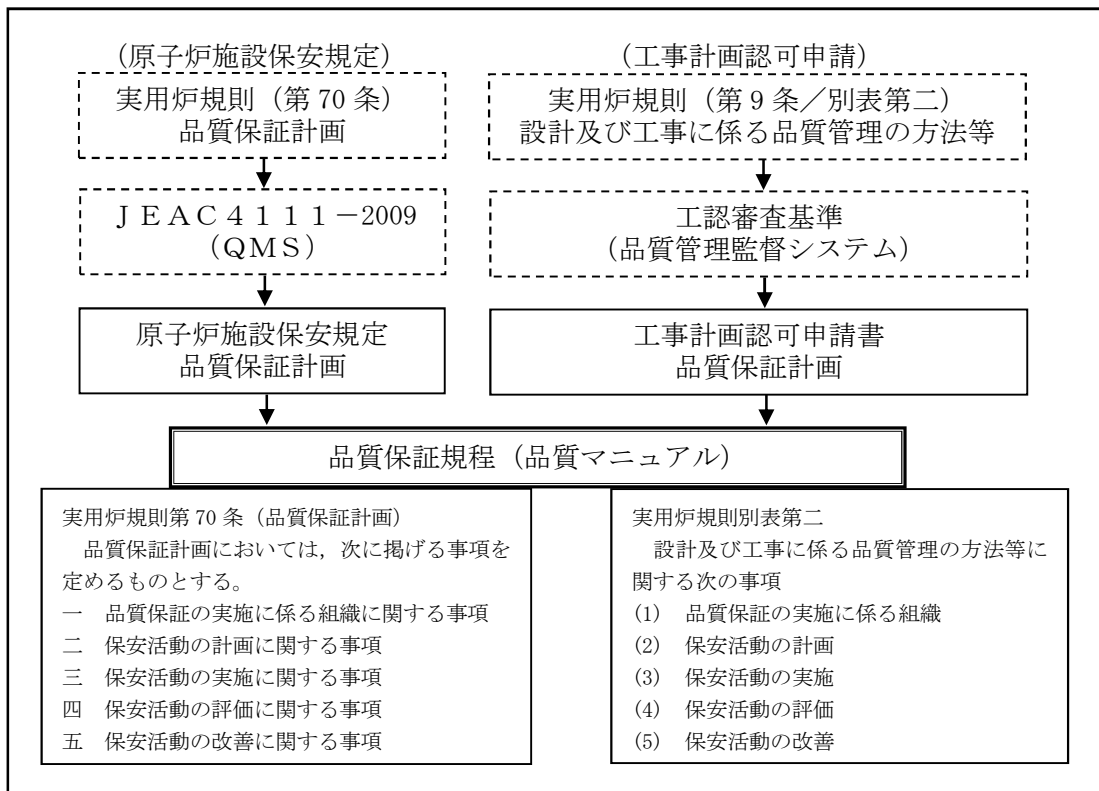 (原子炉施設保安規定)
実用炉規則(第 70 条)
品質保証計画
JEAC4111-2009
(QMS)
原子炉施設保安規定
品質保証計画
(工事計画認可申請)
実用炉規則(第 9 条/別表第二)
設計及び工事に係る品質管理の方法等
工認審査基準
(品質管理監督システム)
工事計画認可申請書
品質保証計画
品質保証規程(品質マニュアル)
実用炉規則第 70 条(品質保証計画)
品質保証計画においては,次に掲げる事項を
定めるものとする。
一 品質保証の実施に係る組織に関する事項
二 保安活動の計画に関する事項
三 保安活動の実施に関する事項
四 保安活動の評価に関する事項
五 保安活動の改善に関する事項
実用炉規則別表第二
設計及び工事に係る品質管理の方法等に
関する次の事項
(1) 品質保証の実施に係る組織
(2) 保安活動の計画
(3) 保安活動の実施
(4) 保安活動の評価
(5) 保安活動の改善